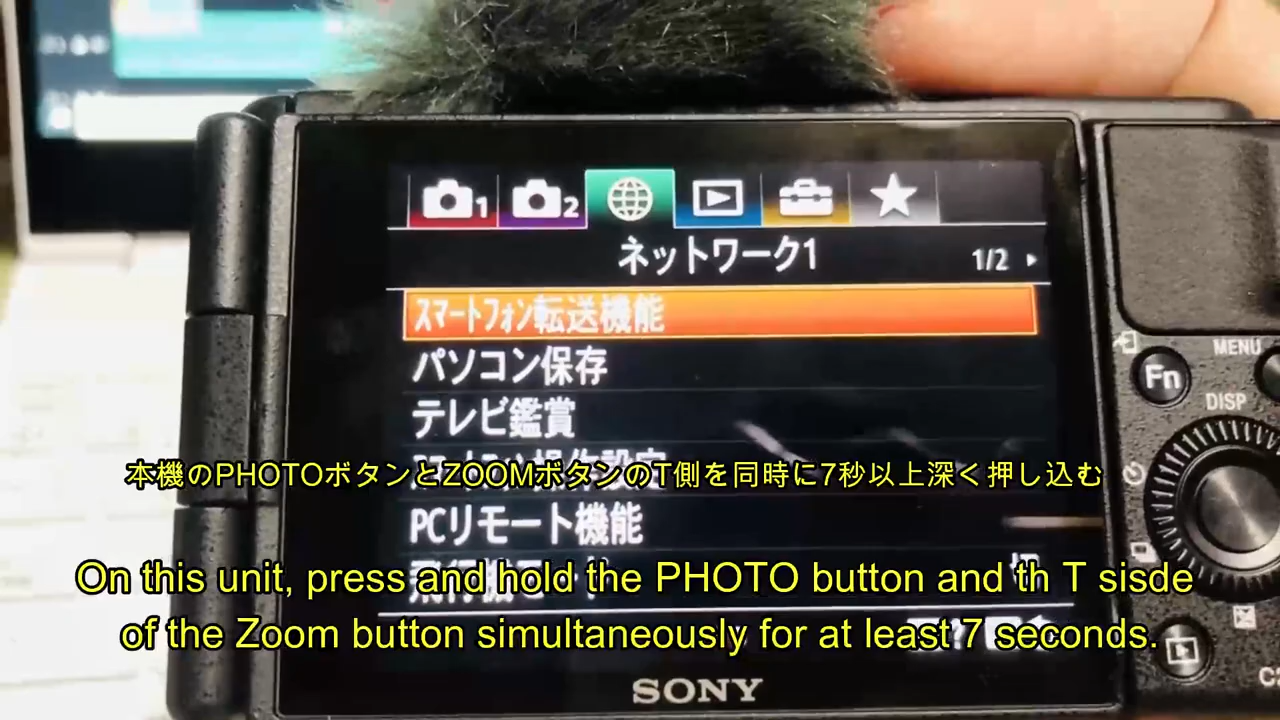 1
2
ネットワーク1
1/2
スマートフォン転送機能
パソコン保存
テレビ鑑賞
本機のPHOTOボタンとZOOMボタンのT側を同時に7秒以上深く押し込む
PCリモート機能
On this unit, press and hold the PHOTO button and th T sisde
of the Zoom button simultaneously for at least 7 seconds.
SONY
MENU
Fn
DISP